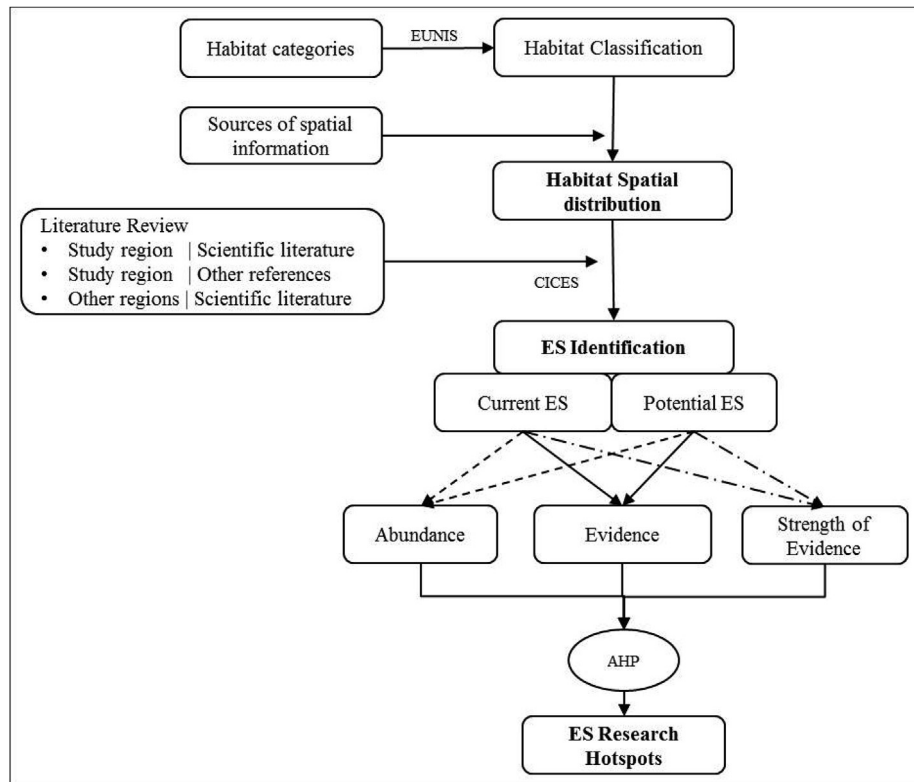 Habitat categories
EUNIS
Habitat Classification
Sources of spatial
information
Habitat Spatial
distribution
Literature Review
• Study region | Scientific literature
• Study region | Other references
• Other regions | Scientific literature
CICES
ES Identification
Current ES
Potential ES
Abundance
Evidence
Strength of
Evidence
AHP
ES Research
Hotspots